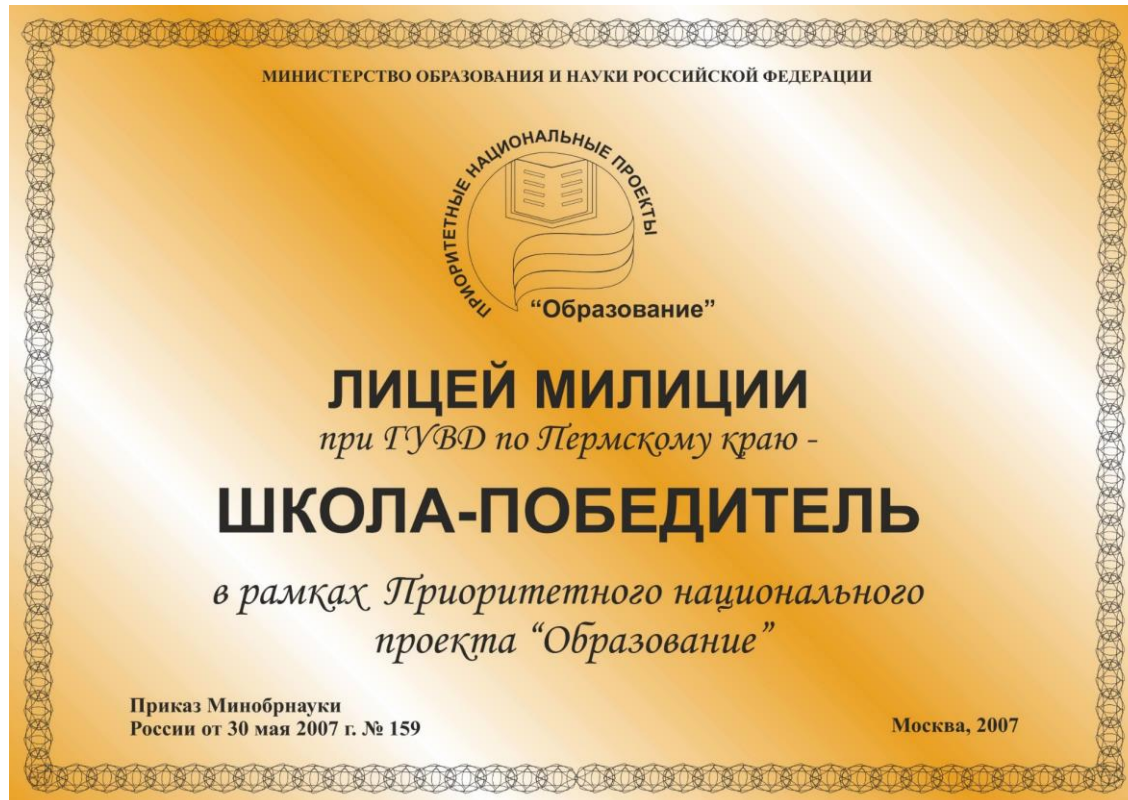 МИНИСТЕРСТВО ОБРАЗОВАНИЯ И НАУКИ РОССИЙСКОЙ ФЕДЕРАЦИИ
ПРИОРИТЕТНЫЕ НАЦИОНАЛЬНЫЕ ПРОЕКТЫ
“Образование”
ЛИЦЕЙ МИЛИЦИИ
при ГУВD по Пермскому краю -
ШКОЛА-ПОБЕДИТЕЛЬ
в рамках Приоритетного национального
проекта “Образование”
Приказ Минобрнауки
России от 30 мая 2007 г. № 159
Москва, 2007